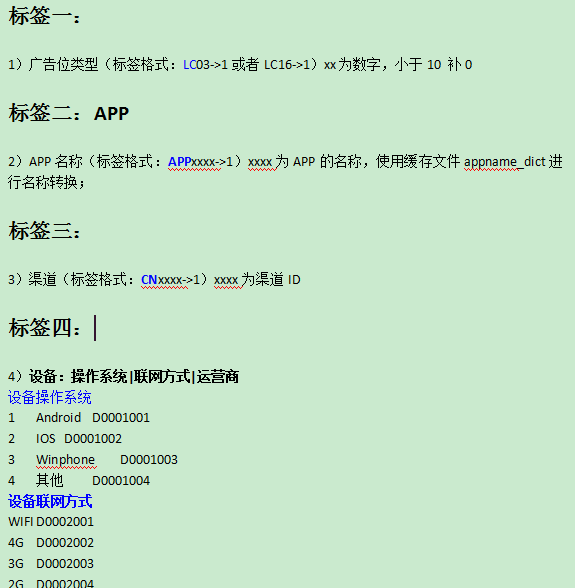 标签一：
1）广告位类型（标签格式：LC03->1 或者 LC16->1）xx 为数字，小于 10 补 0
标签二：APP
2）APP 名称（标签格式：APPxxxx->1）xxxx 为 APP 的名称，使用缓存文件 appname_dict 进
行名称转换；
标签三：
3）渠道（标签格式：CNxxxx->1）xxxx 为渠道 ID
标签四：
4）设备：操作系统|联网方式|运营商
设备操作系统
1 Android D0001001
2 IOS D0001002
3 Winphone D0001003
4 其他 D0001004
设备联网方式
WIFI D0002001
4G D0002002
3G D0002003
2G D0002004